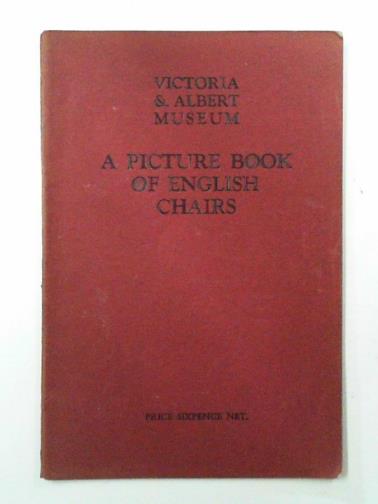 VICTORIA
& ALBERT
MUSEUM
A PICTURE BOOK
OF ENGLISH
CHAIRS
PRICE SIXPENCE NET.